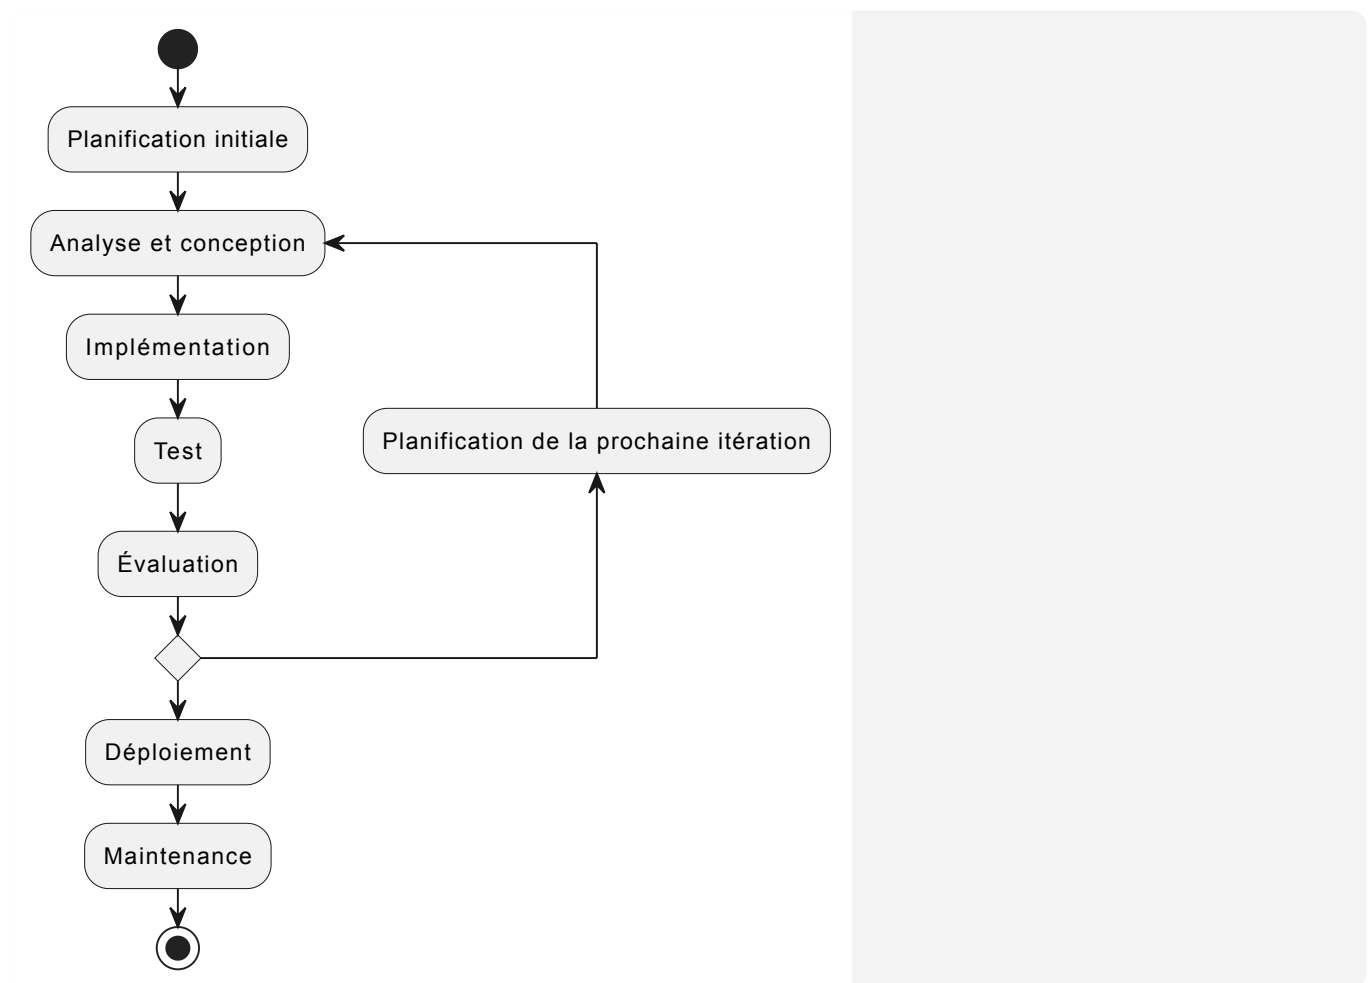 Planification initiale
Analyse et conception
Implémentation
Test
Planification de la prochaine itération
Évaluation
Déploiement
Maintenance